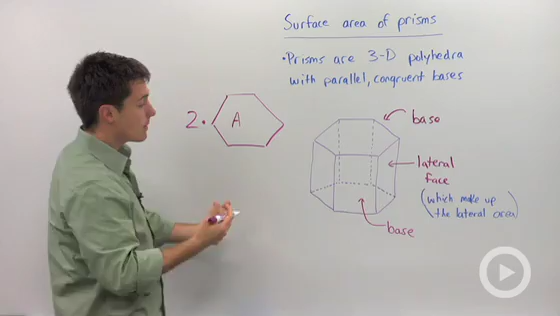 Surface area of prisms
• Prisms are 3-D polyhedra
with parallel, congruent bases
2 • A
base
lateral
face
(which make up
the lateral area)
base